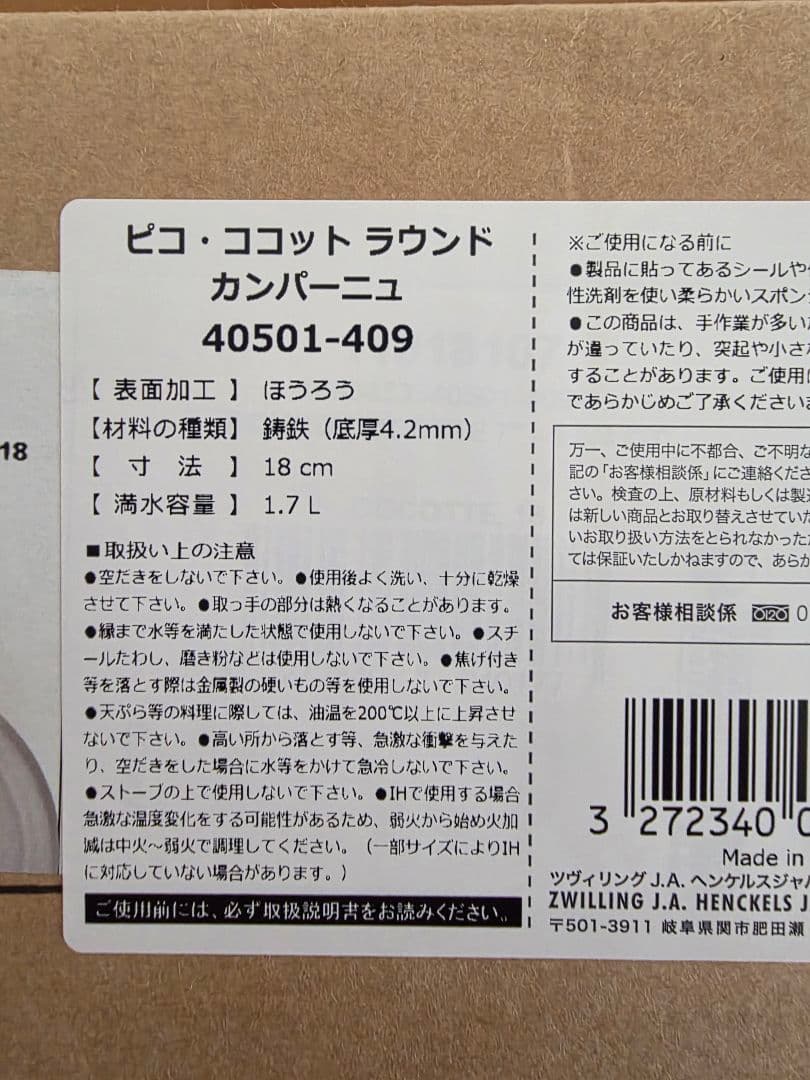 18
ピコ・ココット ラウンド
カンパーニュ
40501-409
【 表面加工 】 ほうろう
【材料の種類】 鋳鉄（底厚4.2mm）
【 寸 法 】 18 cm
【 満水容量 】 1.7 L
■取扱い上の注意
●空だきをしないで下さい。●使用後よく洗い、十分に乾燥
させて下さい。●取っ手の部分は熱くなることがあります。
●縁まで水等を満たした状態で使用しないで下さい。●スチ
ールたわし、磨き粉などは使用しないで下さい。●焦げ付き
等を落とす際は金属製の硬いもの等を使用しないで下さい。
●天ぷら等の料理に際しては、油温を200℃以上に上昇させ
ないで下さい。●高い所から落とす等、急激な衝撃を与えた
り、空だきをした場合に水等をかけて急冷しないで下さい。
●ストーブの上で使用しないで下さい。●IHで使用する場合
急激な温度変化をする可能性があるため、弱火から始め火加
減は中火〜弱火で調理してください。（一部サイズによりIH
に対応していない場合があります。）
ご使用前には、必ず取扱説明書をお読みください。
※ご使用になる前に
●製品に貼ってあるシールや
性洗剤を使い柔らかいスポン
●この商品は、手作業が多い
が違っていたり、突起や小さ
することがあります。ご使用
であらかじめご了承ください
万一、ご使用中に不都合、ご不明な
記の「お客様相談係」にご連絡くださ
さい。検査の上、原材料もしくは製
は新しい商品とお取り替えさせていた
いお取り扱い方法をとられなかった
ては保証いたしかねますので、あらか
お客様相談係 0120 0
3 272340 0
Made in
ツヴィリング J.A. ヘンケルスジャパ
ZWILLING J.A. HENCKELS J
〒501-3911 岐阜県関市肥田瀬